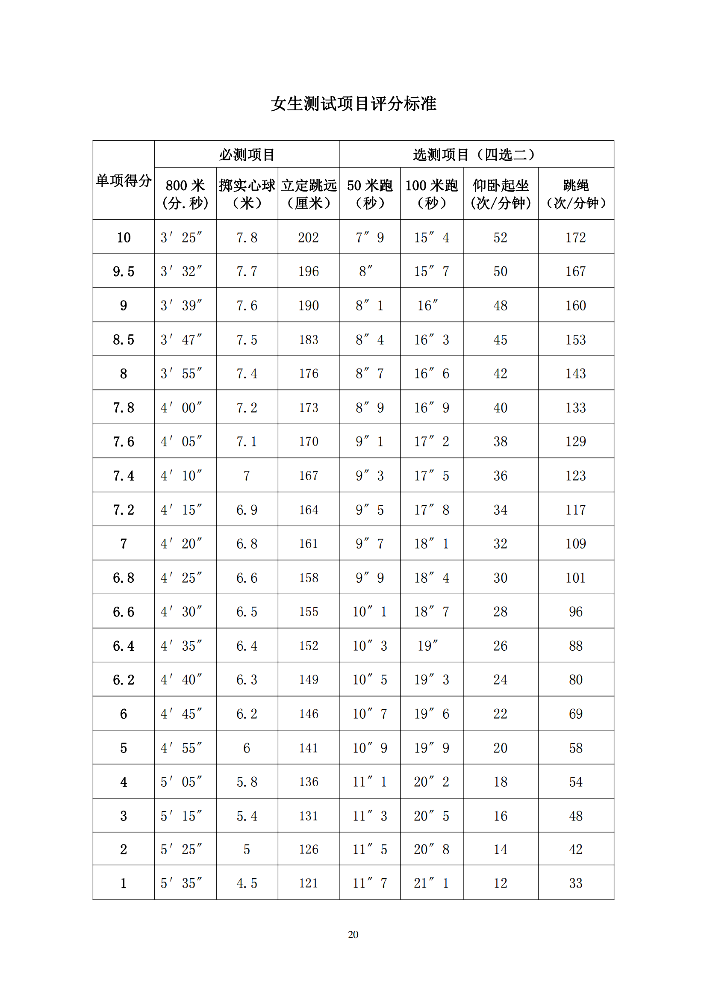 女生测试项目评分标准
单项得分 必测项目 选测项目（四选二）
800 米 掷实心球 立定跳远 50 米跑 100 米跑 仰卧起坐 跳绳
(分.秒) （米） （厘米） （秒） （秒） (次/分钟) （次/分钟）
10 3′25″ 7.8 202 7″9 15″4 52 172
9.5 3′32″ 7.7 196 8″ 15″7 50 167
9 3′39″ 7.6 190 8″1 16″ 48 160
8.5 3′47″ 7.5 183 8″4 16″3 45 153
8 3′55″ 7.4 176 8″7 16″6 42 143
7.8 4′00″ 7.2 173 8″9 16″9 40 133
7.6 4′05″ 7.1 170 9″1 17″2 38 129
7.4 4′10″ 7 167 9″3 17″5 36 123
7.2 4′15″ 6.9 164 9″5 17″8 34 117
7 4′20″ 6.8 161 9″7 18″1 32 109
6.8 4′25″ 6.6 158 9″9 18″4 30 101
6.6 4′30″ 6.5 155 10″1 18″7 28 96
6.4 4′35″ 6.4 152 10″3 19″ 26 88
6.2 4′40″ 6.3 149 10″5 19″3 24 80
6 4′45″ 6.2 146 10″7 19″6 22 69
5 4′55″ 6 141 10″9 19″9 20 58
4 5′05″ 5.8 136 11″1 20″2 18 54
3 5′15″ 5.4 131 11″3 20″5 16 48
2 5′25″ 5 126 11″5 20″8 14 42
1 5′35″ 4.5 121 11″7 21″1 12 33
20